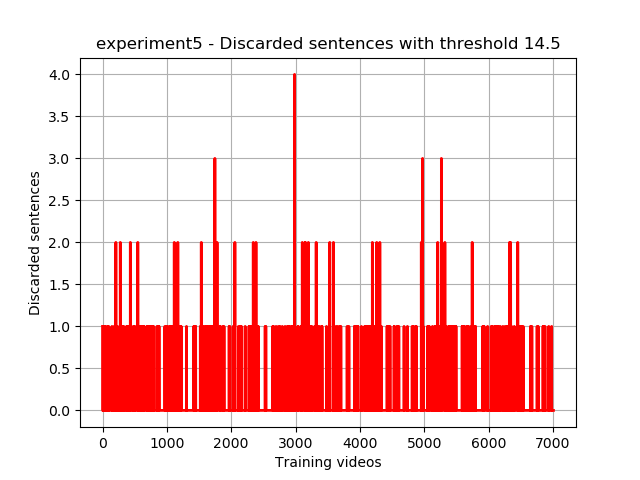 experiment5 - Discarded sentences with threshold 14.5
4.0
3.5
3.0
2.5
2.0
1.5
1.0
0.5
0.0
Discarded sentences
0 1000 2000 3000 4000 5000 6000 7000
Training videos